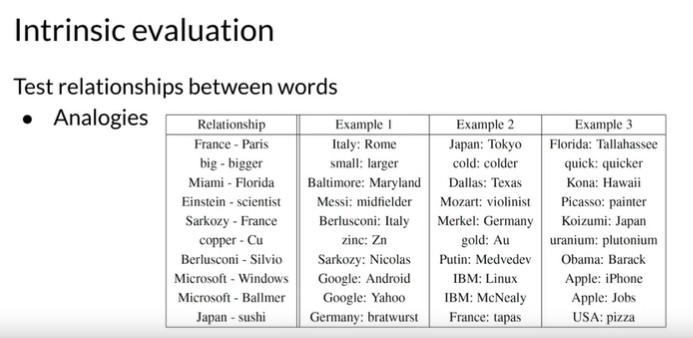 Intrinsic evaluation
Test relationships between words
• Analogies
Relationship Example 1 Example 2 Example 3
France - Paris Italy: Rome Japan: Tokyo Florida: Tallahassee
big - bigger small: larger cold: colder quick: quicker
Miami - Florida Baltimore: Maryland Dallas: Texas Kona: Hawaii
Einstein - scientist Messi: midfielder Mozart: violinist Picasso: painter
Sarkozy - France Berlusconi: Italy Merkel: Germany Koizumi: Japan
copper - Cu zinc: Zn gold: Au uranium: plutonium
Berlusconi - Silvio Sarkozy: Nicolas Putin: Medvedev Obama: Barack
Microsoft - Windows Google: Android IBM: Linux Apple: iPhone
Microsoft - Ballmer Google: Yahoo IBM: McNealy Apple: Jobs
Japan - sushi Germany: bratwurst France: tapas USA: pizza